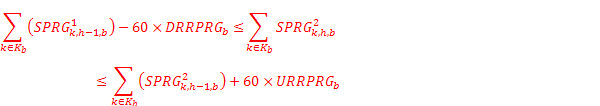 ∑_{k∈K_b} (SPRG^1_{k,h−1,b}) − 60 × DRRPRG_b ≤ ∑_{k∈K_b} SPRG^2_{k,h,b}
≤ ∑_{k∈K_h} (SPRG^2_{k,h−1,b}) + 60 × URRPRG_b